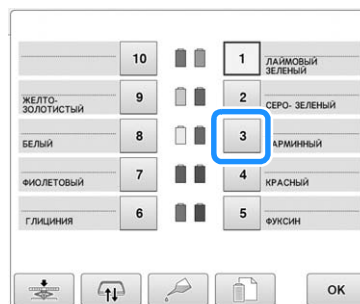 10
1
ЛАЙМОВЫЙ
ЗЕЛЕНЫЙ
ЖЕЛТО-
ЗОЛОТИСТЫЙ
9
2
СЕРО- ЗЕЛЕНЫЙ
БЕЛЫЙ
8
3
АРМИННЫЙ
ФИОЛЕТОВЫЙ
7
4
КРАСНЫЙ
ГЛИЦИНИЯ
6
5
ФУКСИН
OK